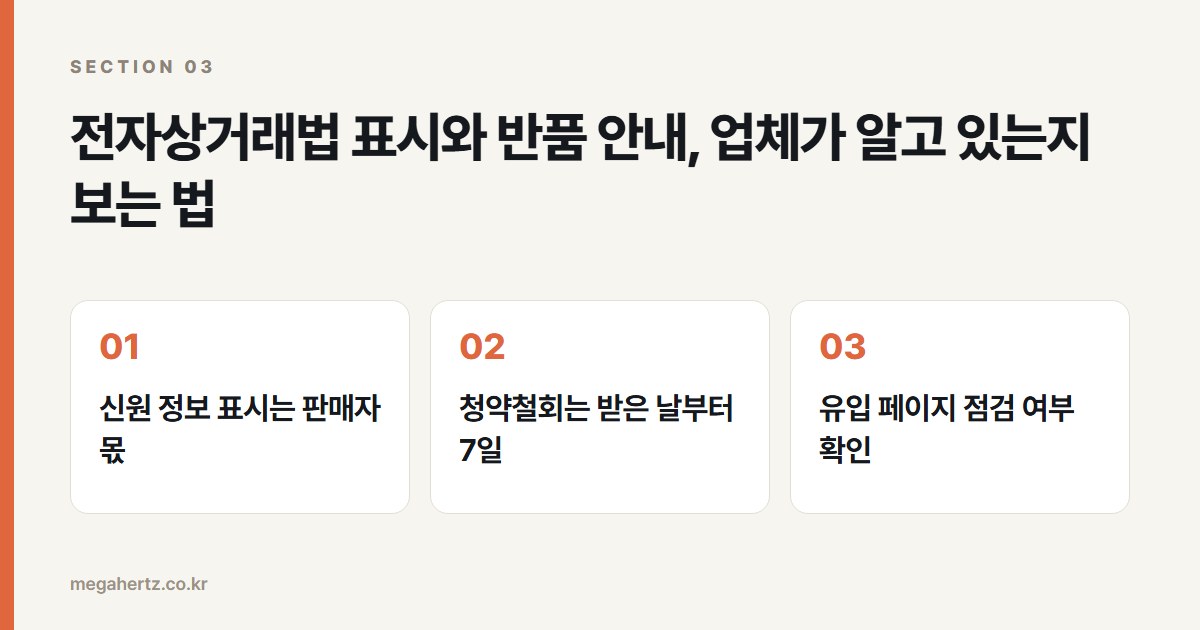 SECTION 03
전자상거래법 표시와 반품 안내, 업체가 알고 있는지
보는 법
01
신원 정보 표시는 판매자
몫
02
청약철회는 받은 날부터
7일
03
유입 페이지 점검 여부
확인
megahertz.co.kr